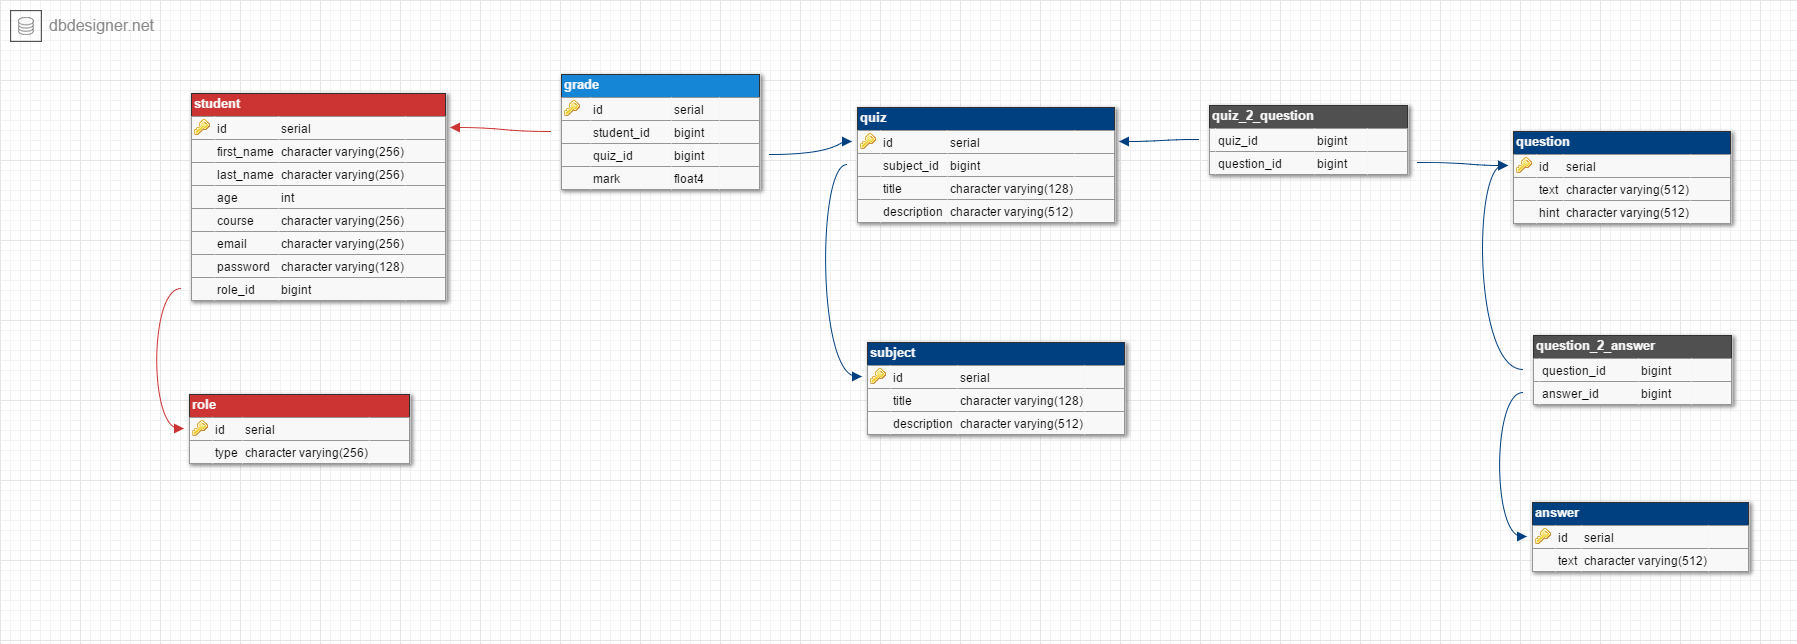 dbdesigner.net
student
id serial
first_name character varying(256)
last_name character varying(256)
age int
course character varying(256)
email character varying(256)
password character varying(128)
role_id bigint
role
id serial
type character varying(256)
grade
id serial
student_id bigint
quiz_id bigint
mark float4
quiz
id serial
subject_id bigint
title character varying(128)
description character varying(512)
subject
id serial
title character varying(128)
description character varying(512)
quiz_2_question
quiz_id bigint
question_id bigint
question
id serial
text character varying(512)
hint character varying(512)
question_2_answer
question_id bigint
answer_id bigint
answer
id serial
text character varying(512)